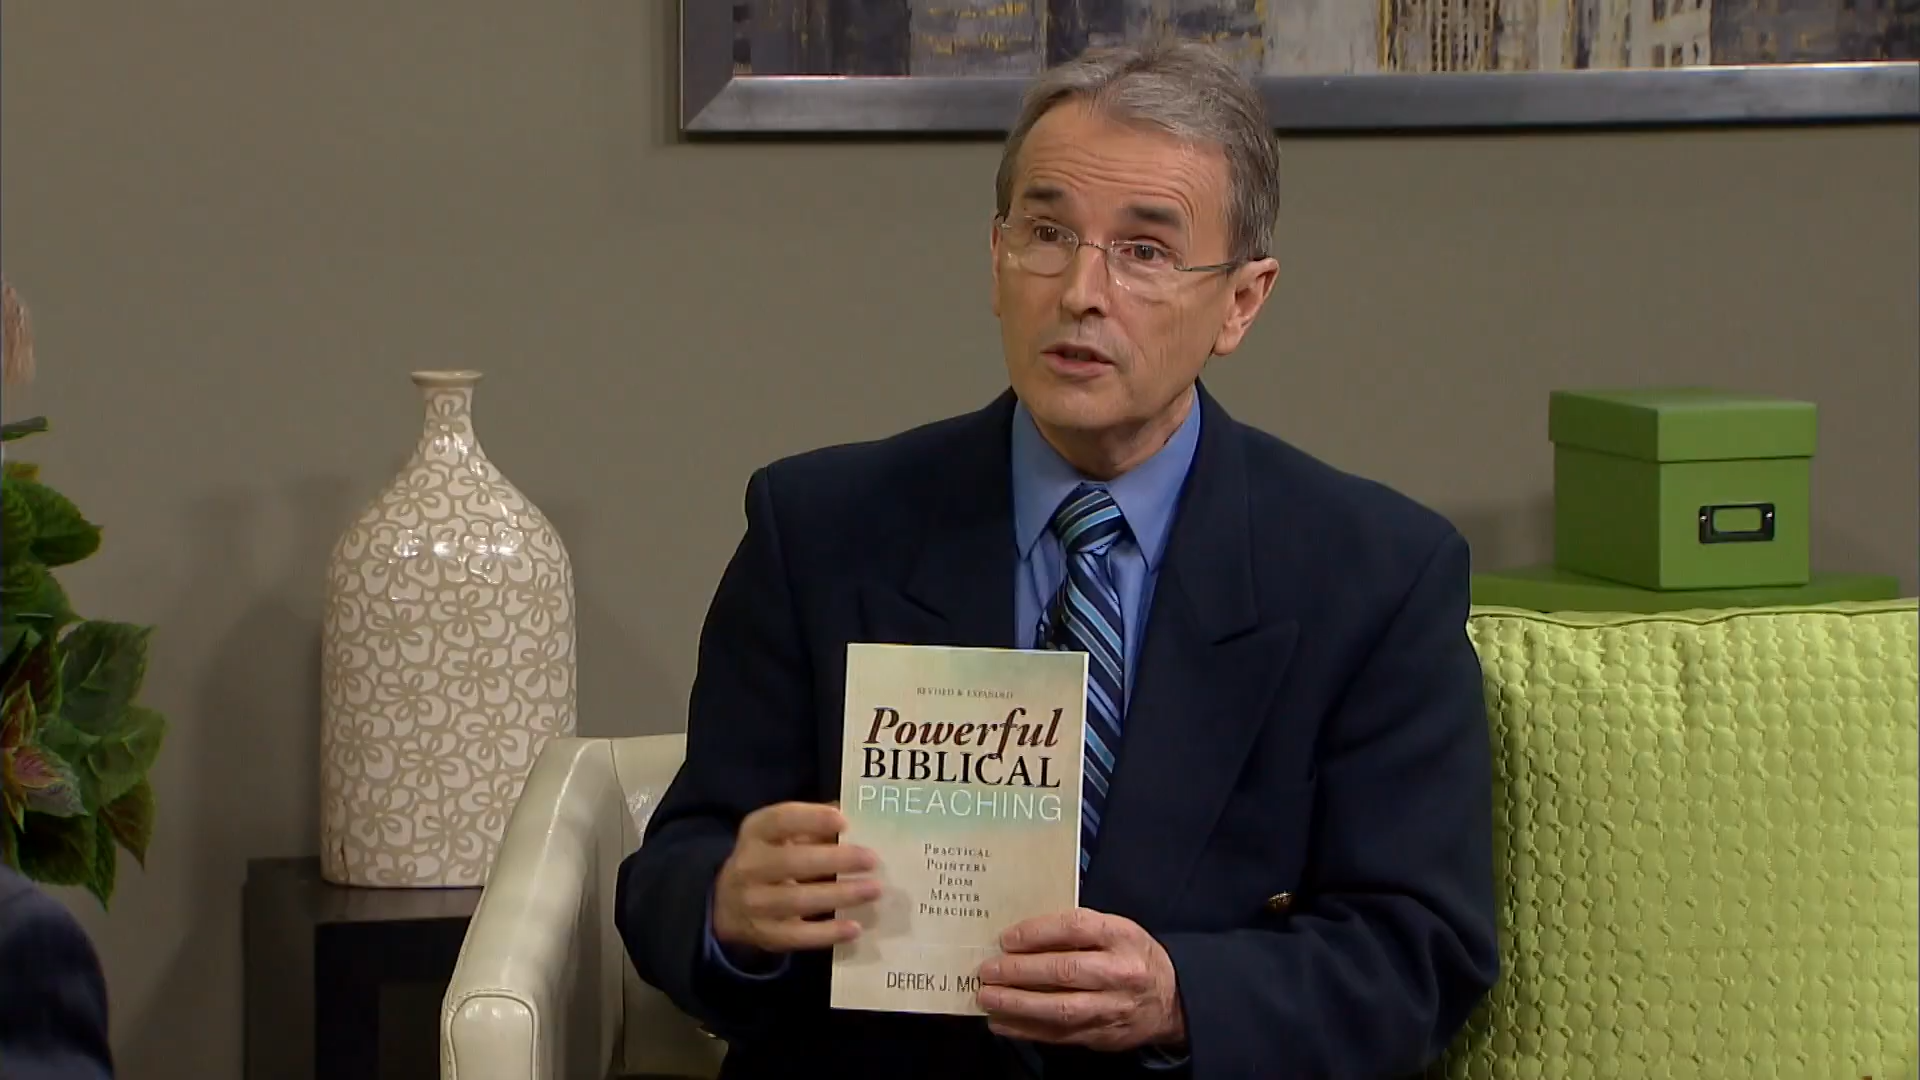 REVISED & EXPANDED
Powerful
BIBLICAL
PREACHING
PRACTICAL
POINTERS
FROM
MASTER
PREACHERS
DEREK J. MO